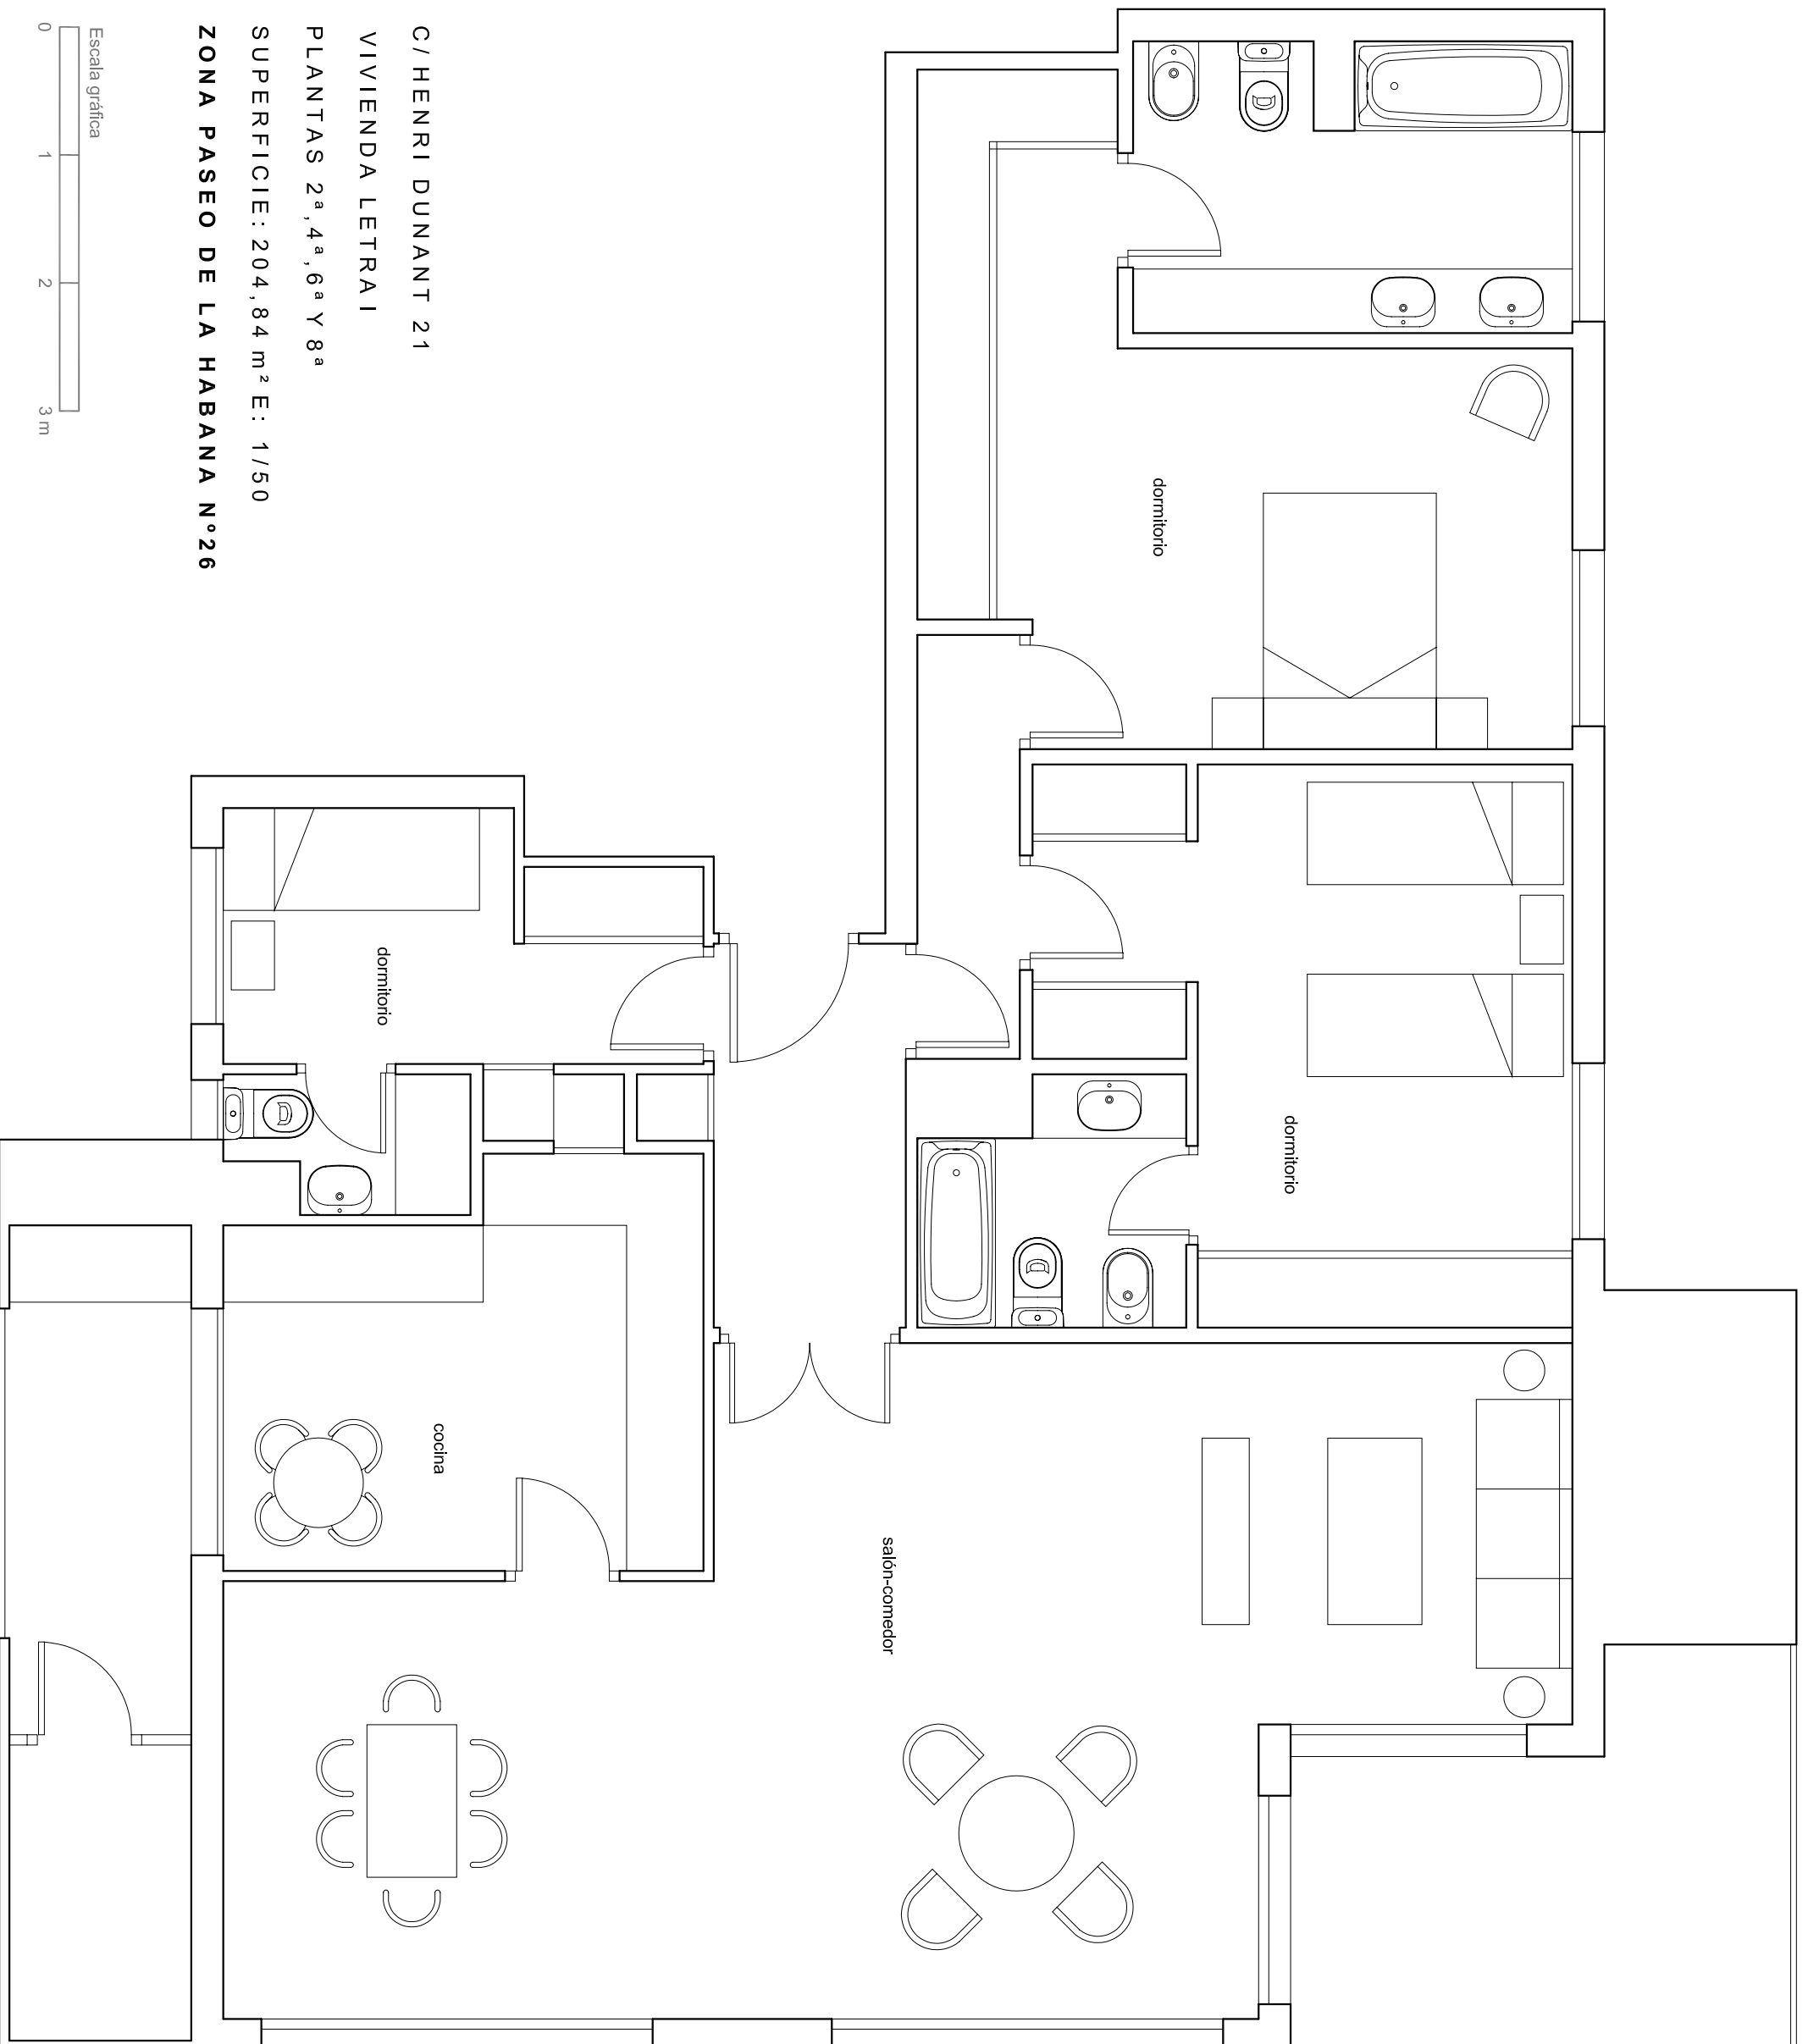 C/ HENRI DUNANT 21
VIVIENDA LETRA I
PLANTAS 2ª,4ª,6ª Y 8ª
SUPERFICIE: 204,84 m² E: 1/50
ZONA PASEO DE LA HABANA Nº26
Escala gráfica
0 1 2 3 m
dormitorio
dormitorio
dormitorio
cocina
salón-comedor